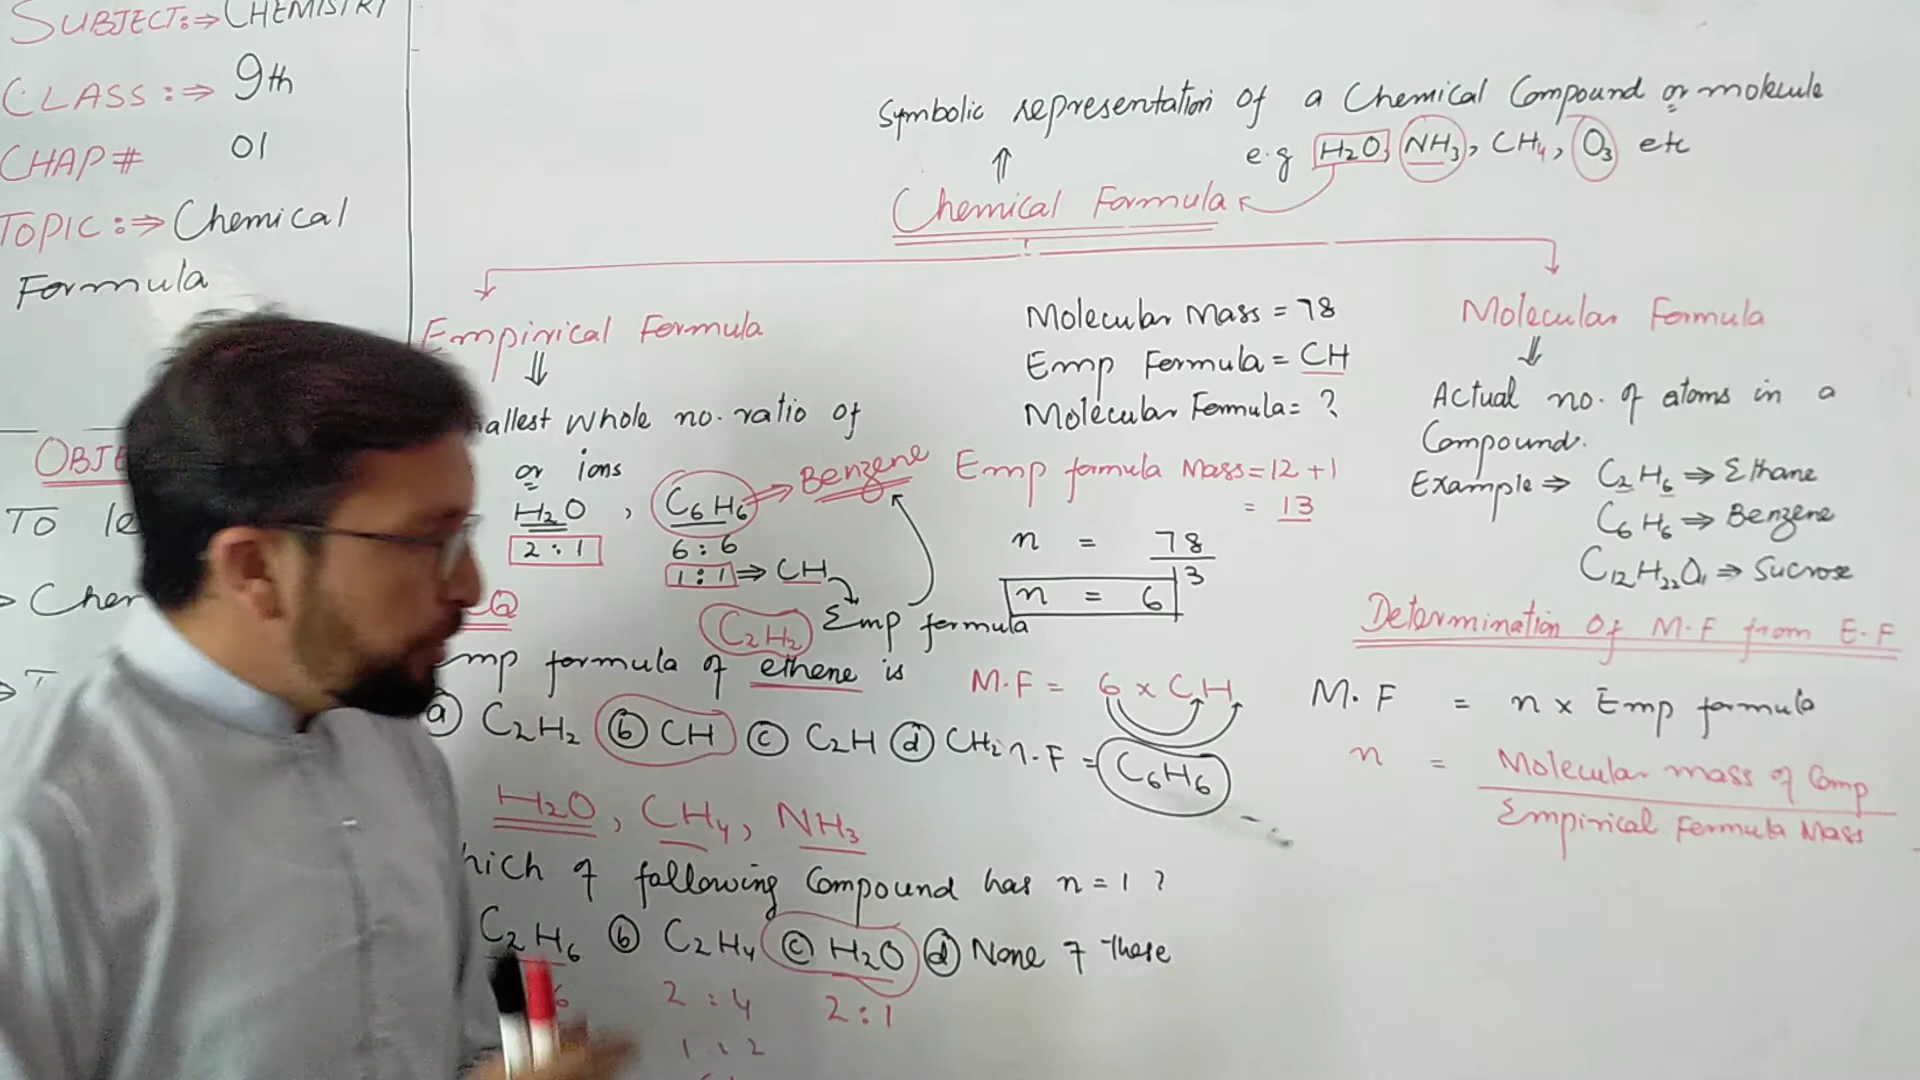 SUBJECT:⇒ CHEMISTRY
CLASS:⇒ 9th
CHAP# 01
TOPIC:⇒ Chemical
Formula
OBJE
TO le
Chem
T
Symbolic representation of a Chemical Compound or molecule
e.g H2O, NH3, CH4, O3 etc
Chemical Formula
Empirical Formula
allest whole no. ratio of
or ions
H2O , C6H6 ⇒ Benzene
2 : 1
6 : 6
1 : 1 ⇒ CH
C2H2 Emp formula
Q
mp formula of ethene is
a C2H2 b CH c C2H d CH2
H2O, CH4, NH3
hich of following Compound has n = 1 ?
C2H6 b C2H4 c H2O d None of These
6 2 : 4 2 : 1
1 : 2
Molecular Mass = 78
Emp Formula = CH
Molecular Formula = ?
Emp formula Mass = 12 + 1
= 13
n = 78
13
n = 6
M.F = 6 x CH
.F = C6H6
Molecular Formula
⇓
Actual no. of atoms in a
Compound.
Example ⇒ C2H6 ⇒ Ethane
C6H6 ⇒ Benzene
C12H22O11 ⇒ Sucrose
Determination Of M.F from E.F
M.F = n x Emp formula
n = Molecular mass of Comp
Empirical Formula Mass